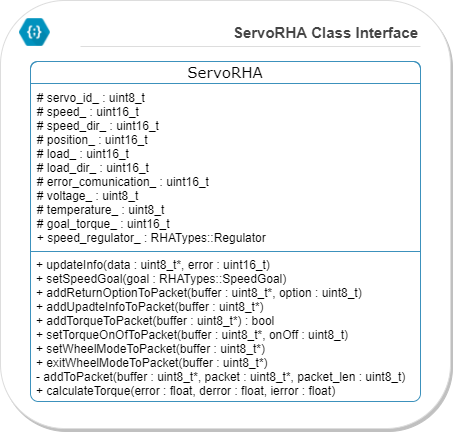 {;}
ServoRHA Class Interface
ServoRHA
# servo_id_ : uint8_t
# speed_ : uint16_t
# speed_dir_ : uint16_t
# position_ : uint16_t
# load_ : uint16_t
# load_dir_ : uint16_t
# error_comunication_ : uint16_t
# voltage_ : uint8_t
# temperature_ : uint8_t
# goal_torque_ : uint16_t
+ speed_regulator_ : RHATypes::Regulator
+ updateInfo(data : uint8_t*, error : uint16_t)
+ setSpeedGoal(goal : RHATypes::SpeedGoal)
+ addReturnOptionToPacket(buffer : uint8_t*, option : uint8_t)
+ addUpadteInfoToPacket(buffer : uint8_t*)
+ addTorqueToPacket(buffer : uint8_t*) : bool
+ setTorqueOnOfToPacket(buffer : uint8_t*, onOff : uint8_t)
+ setWheelModeToPacket(buffer : uint8_t*)
+ exitWheelModeToPacket(buffer : uint8_t*)
- addToPacket(buffer : uint8_t*, packet : uint8_t*, packet_len : uint8_t)
+ calculateTorque(error : float, derror : float, ierror : float)